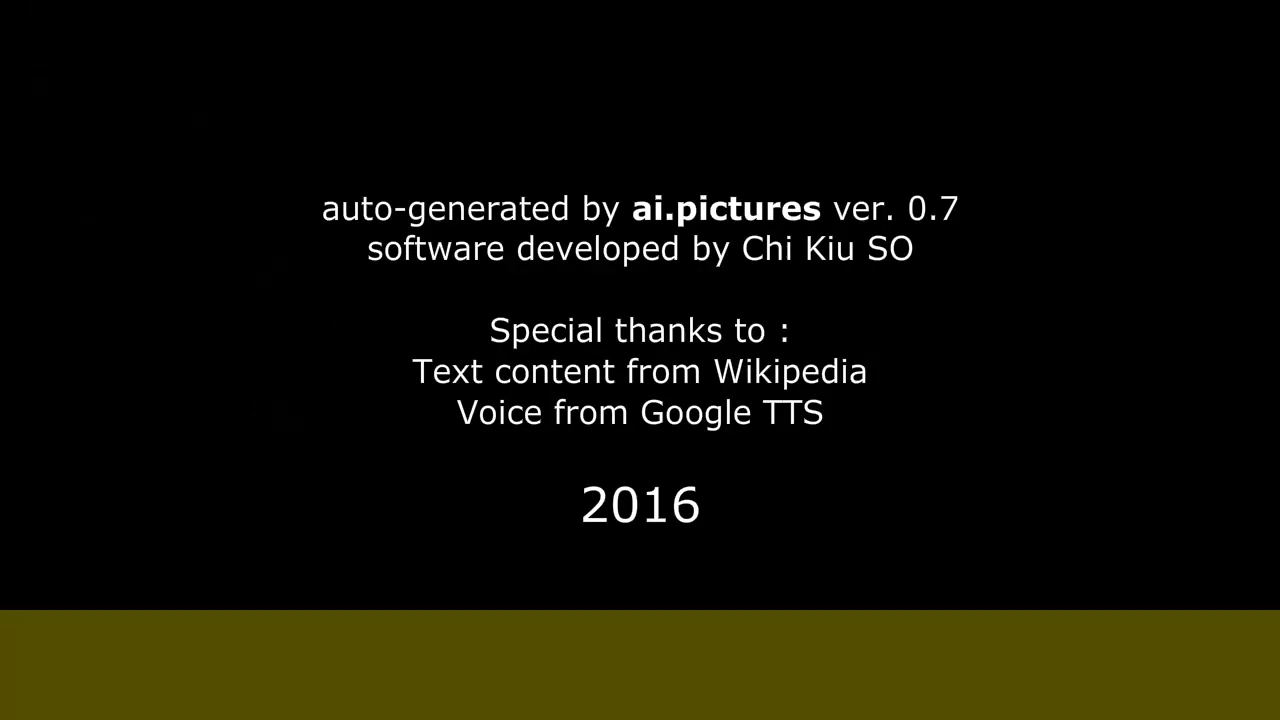 auto-generated by ai.pictures ver. 0.7
software developed by Chi Kiu SO
Special thanks to :
Text content from Wikipedia
Voice from Google TTS
2016